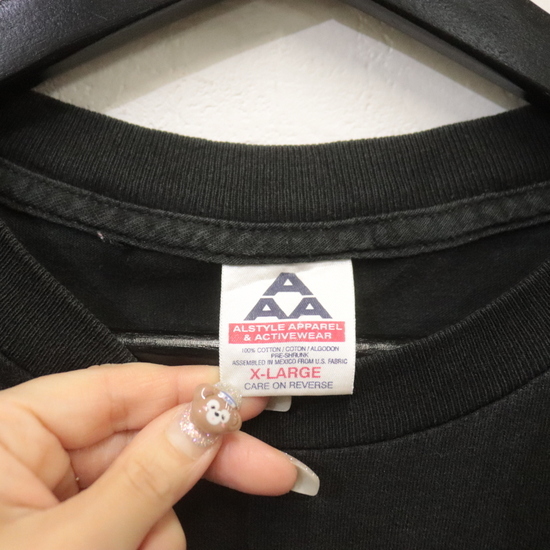 A
AAA
ALSTYLE APPAREL
& ACTIVEWEAR
100% COTTON / COTON / ALGODON
PRE-SHRUNK
ASSEMBLED IN MEXICO FROM U.S. FABRIC
X-LARGE
CARE ON REVERSE